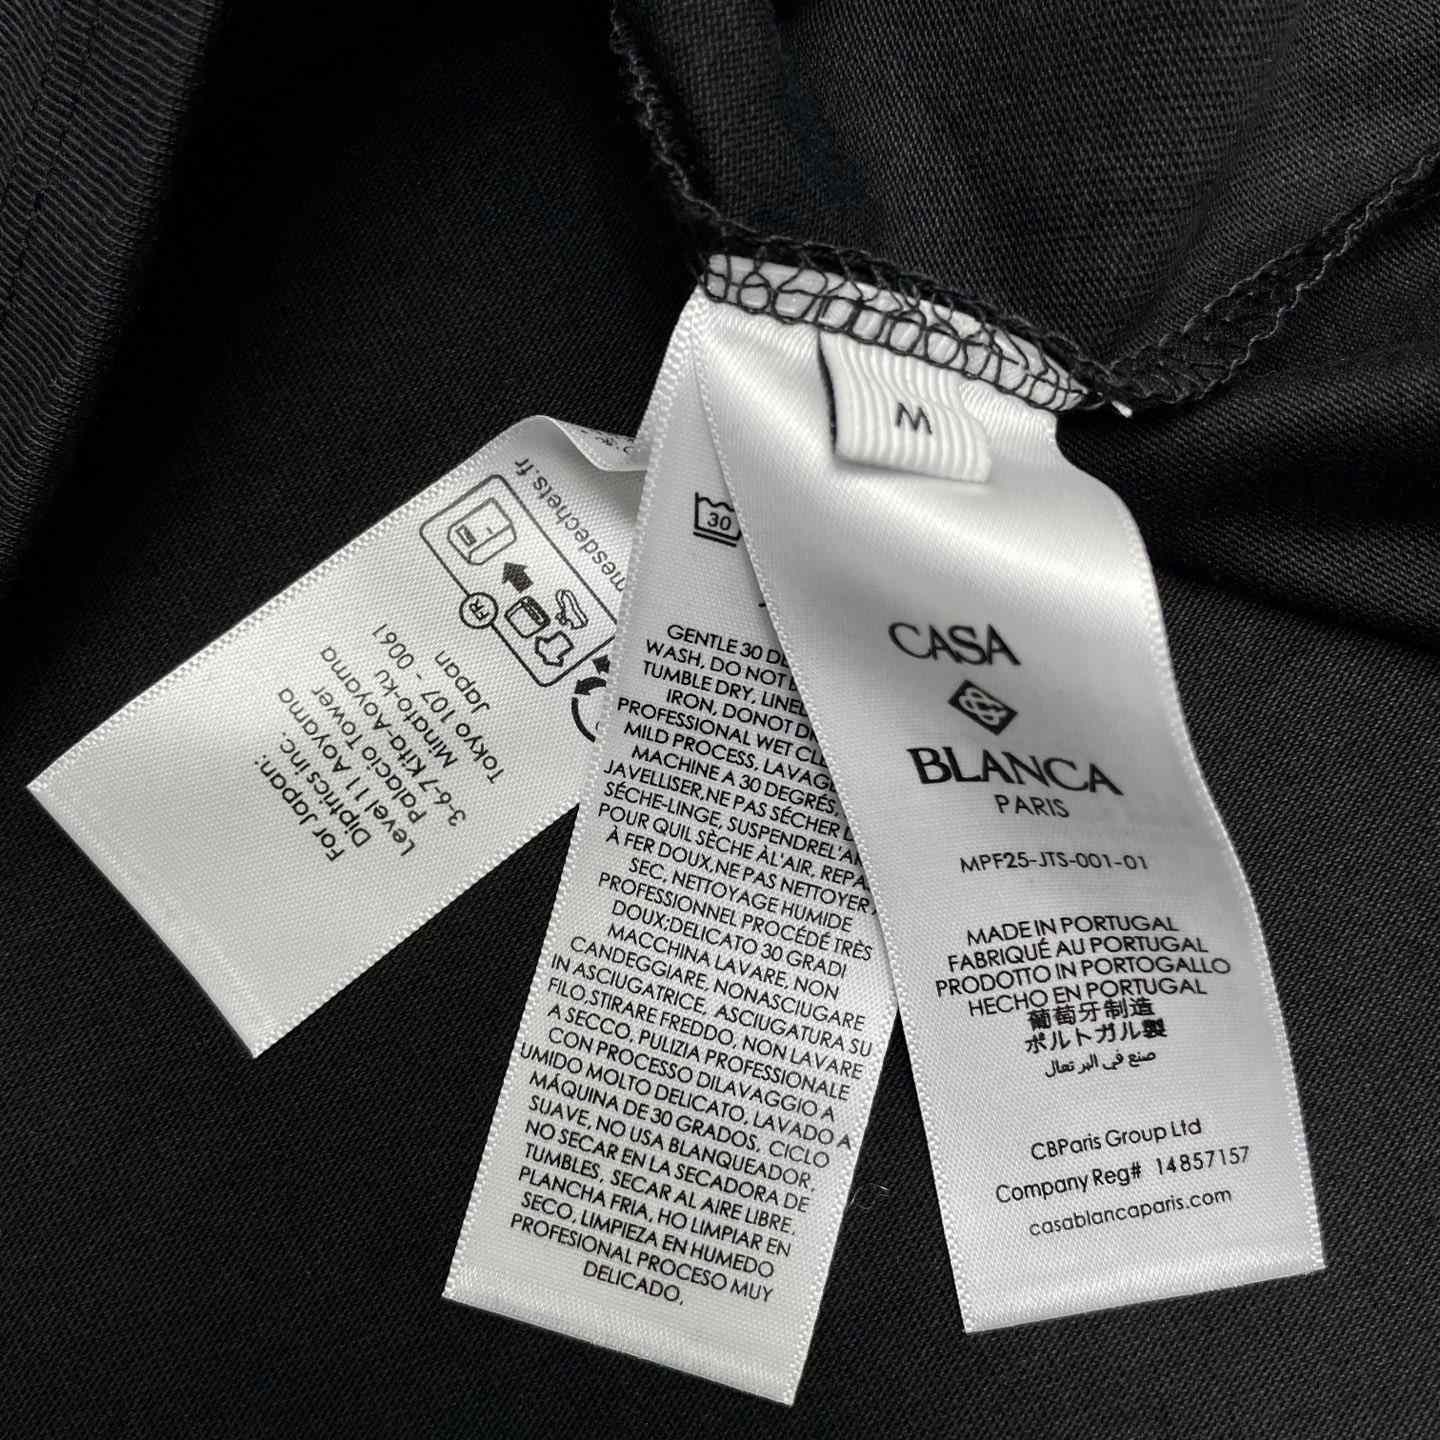 M
CASA
BLANCA
PARIS
MPF25-JTS-001-01
MADE IN PORTUGAL
FABRIQUÉ AU PORTUGAL
PRODOTTO IN PORTOGALLO
HECHO EN PORTUGAL
葡萄牙制造
ポルトガル製
صنع في البر تغال
CBParis Group Ltd
Company Reg# 14857157
casablancaparis.com
30
GENTLE 30 DE
WASH, DO NOT
TUMBLE DRY, LINE
IRON, DONOT
PROFESSIONAL WET CLE
MILD PROCESS, LAVAG
MACHINE A 30 DEGRÉS,
JAVELLISER,NE PAS SÉCHER
SÉCHE-LINGE, SUSPENDREL'A
POUR QUIL SÈCHE ÀL'AIR, REPA
À FER DOUX,NE PAS NETTOYER
SEC, NETTOYAGE HUMIDE
PROFESSIONNEL PROCÉDÉ TRÈS
DOUX;DELICATO 30 GRADI
MACCHINA LAVARE, NON
CANDEGGIARE, NONASCIUGARE
IN ASCIUGATRICE, ASCIUGATURA SU
FILO,STIRARE FREDDO, NON LAVARE
A SECCO, PULIZIA PROFESSIONALE
CON PROCESSO DILAVAGGIO A
UMIDO MOLTO DELICATO, LAVADO A
MÁQUINA DE 30 GRADOS, CICLO
SUAVE, NO USA BLANQUEADOR,
NO SECAR EN LA SECADORA DE
TUMBLES, SECAR AL AIRE LIBRE,
PLANCHA FRIA, HO LIMPIAR EN
SECO, LIMPIEZA EN HUMEDO
PROFESIONAL PROCESO MUY
DELICADO,
For Japan:
Diptrics inc.
Level 11 Aoyama
Palacio Tower
3-6-7 Kita-Aoyama
Minato-ku
Tokyo 107 - 0061
Japan
FR
mesdechets.fr